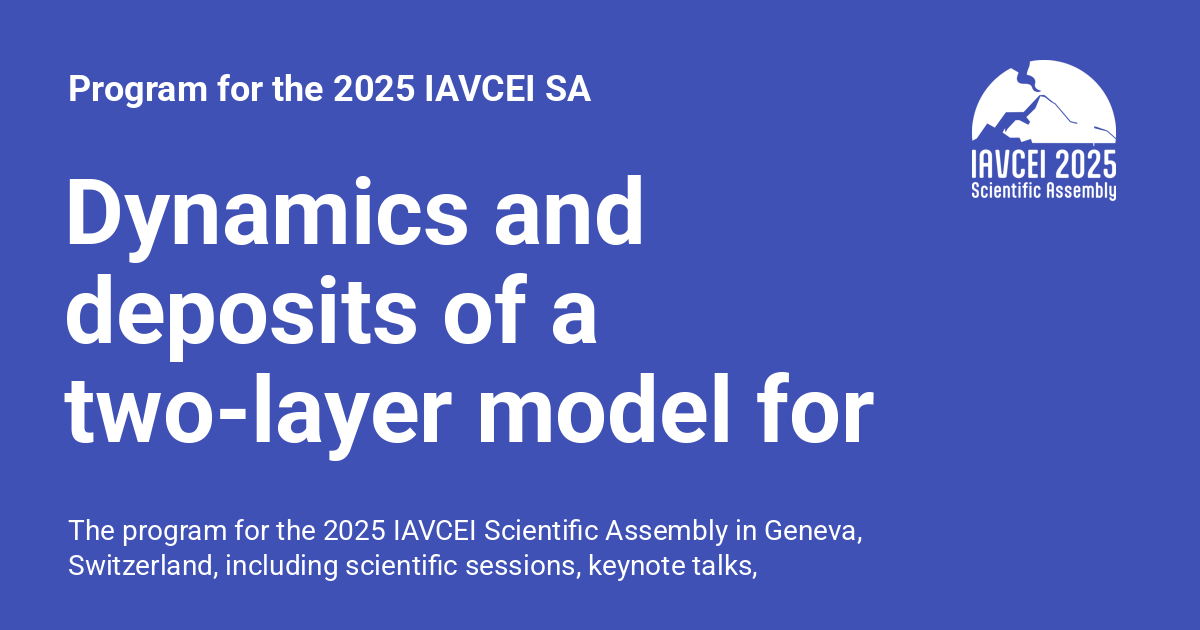 Program for the 2025 IAVCEI SA
IAVCEI 2025
Scientific Assembly
Dynamics and
deposits of a
two-layer model for
The program for the 2025 IAVCEI Scientific Assembly in Geneva,
Switzerland, including scientific sessions, keynote talks,